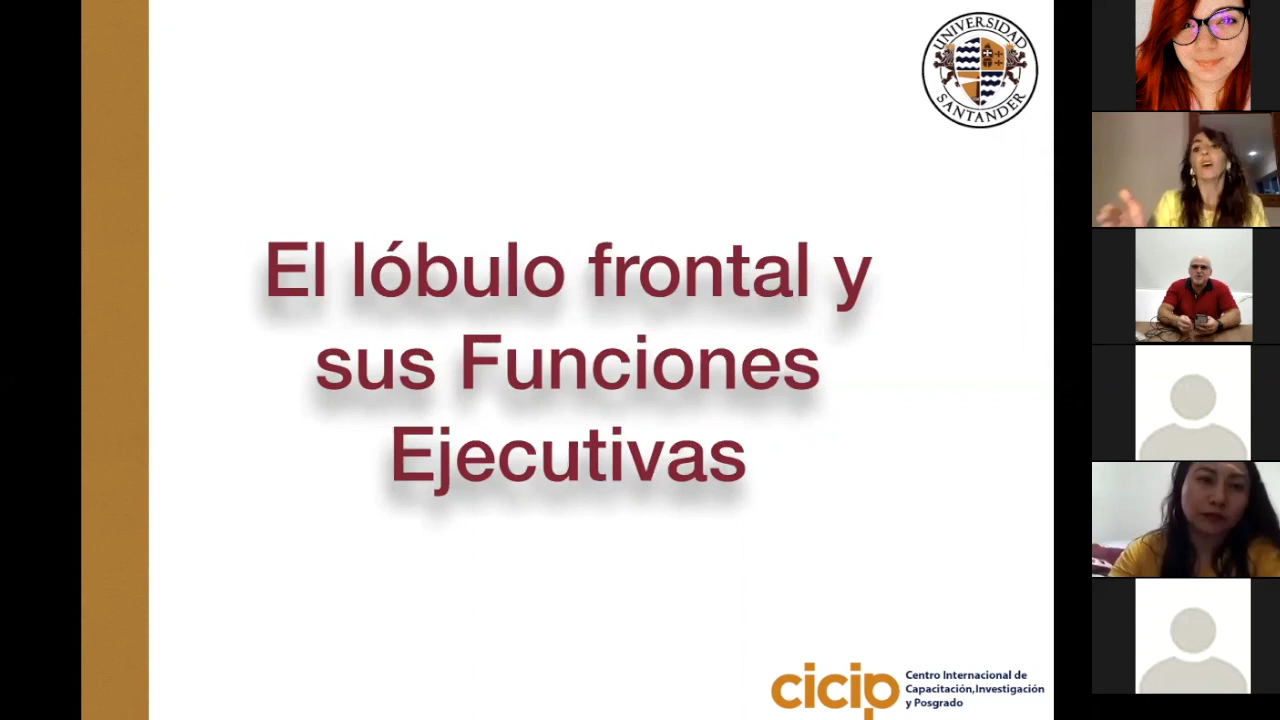 UNIVERSIDAD
SANTANDER
El lóbulo frontal y
sus Funciones
Ejecutivas
cicip
Centro Internacional de
Capacitación,Investigación
y Posgrado